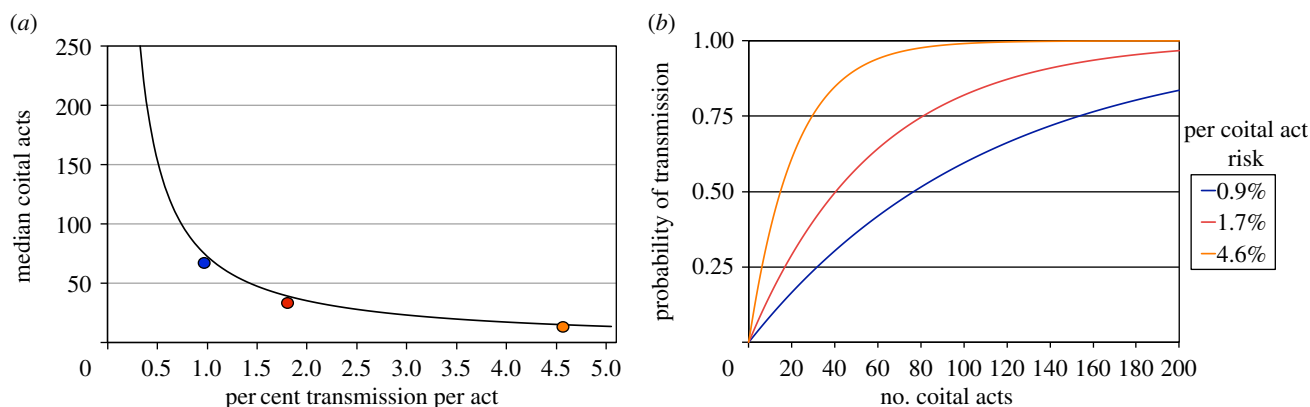 (a)
250
200
150
100
50
0
median coital acts
0.5 1.0 1.5 2.0 2.5 3.0 3.5 4.0 4.5 5.0
per cent transmission per act
(b)
1.00
0.75
0.50
0.25
0
probability of transmission
20 40 60 80 100 120 140 160 180 200
no. coital acts
per coital act
risk
0.9%
1.7%
4.6%